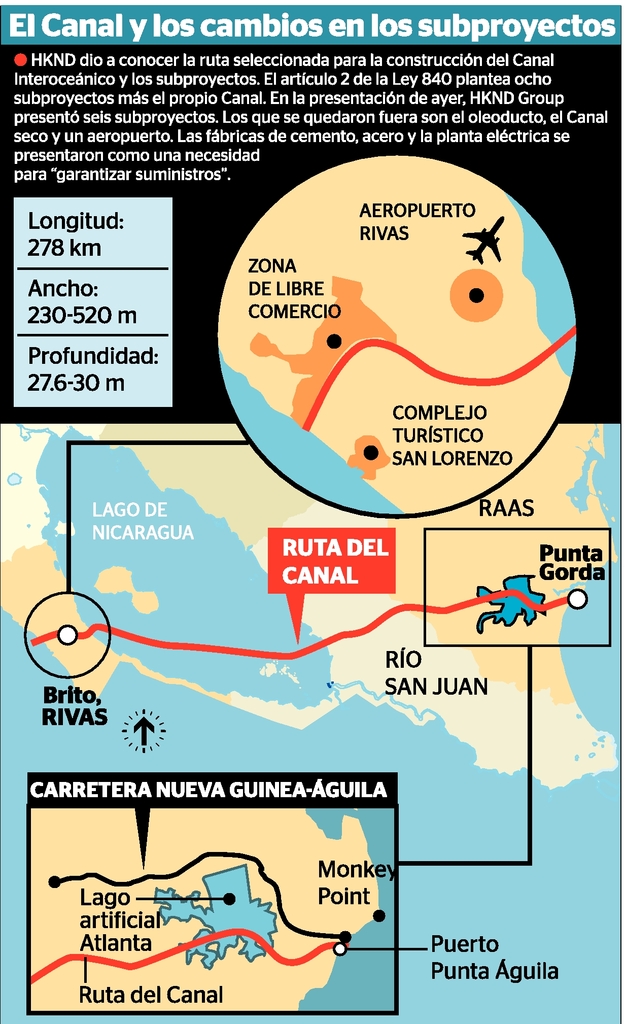 El Canal y los cambios en los subproyectos
● HKND dio a conocer la ruta seleccionada para la construcción del Canal
Interoceánico y los subproyectos. El artículo 2 de la Ley 840 plantea ocho
subproyectos más el propio Canal. En la presentación de ayer, HKND Group
presentó seis subproyectos. Los que se quedaron fuera son el oleoducto, el Canal
seco y un aeropuerto. Las fábricas de cemento, acero y la planta eléctrica se
presentaron como una necesidad
para “garantizar suministros”.
Longitud:
278 km
Ancho:
230-520 m
Profundidad:
27.6-30 m
AEROPUERTO
RIVAS
ZONA
DE LIBRE
COMERCIO
COMPLEJO
TURÍSTICO
SAN LORENZO
LAGO DE
NICARAGUA
RAAS
RUTA DEL
CANAL
Punta
Gorda
RÍO
SAN JUAN
Brito,
RIVAS
CARRETERA NUEVA GUINEA-ÁGUILA
Monkey
Point
Lago
artificial
Atlanta
Ruta del Canal
Puerto
Punta Águila